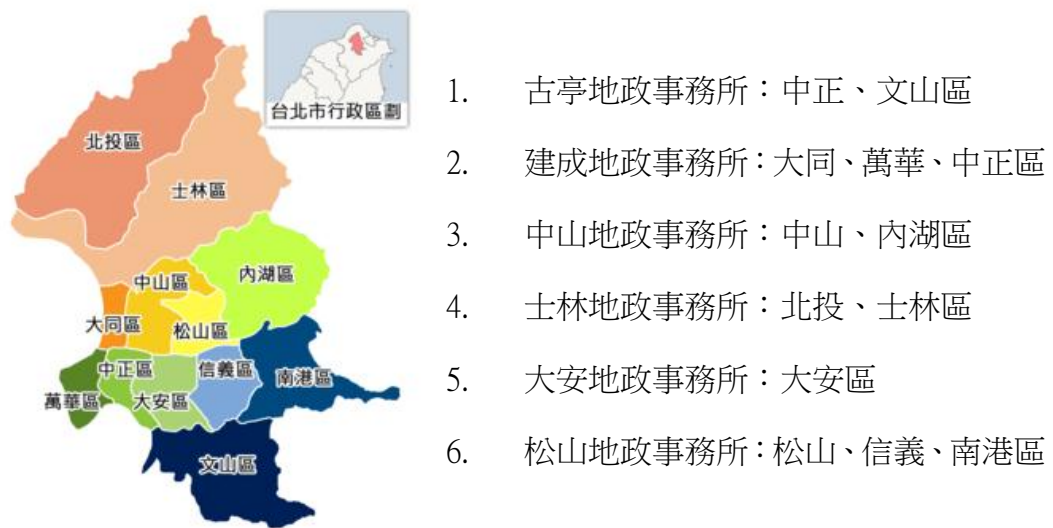 台北市行政區劃
北投區
士林區
內湖區
中山區
大同區
松山區
中正區
信義區
南港區
萬華區
大安區
文山區
1. 古亭地政事務所：中正、文山區
2. 建成地政事務所：大同、萬華、中正區
3. 中山地政事務所：中山、內湖區
4. 士林地政事務所：北投、士林區
5. 大安地政事務所：大安區
6. 松山地政事務所：松山、信義、南港區